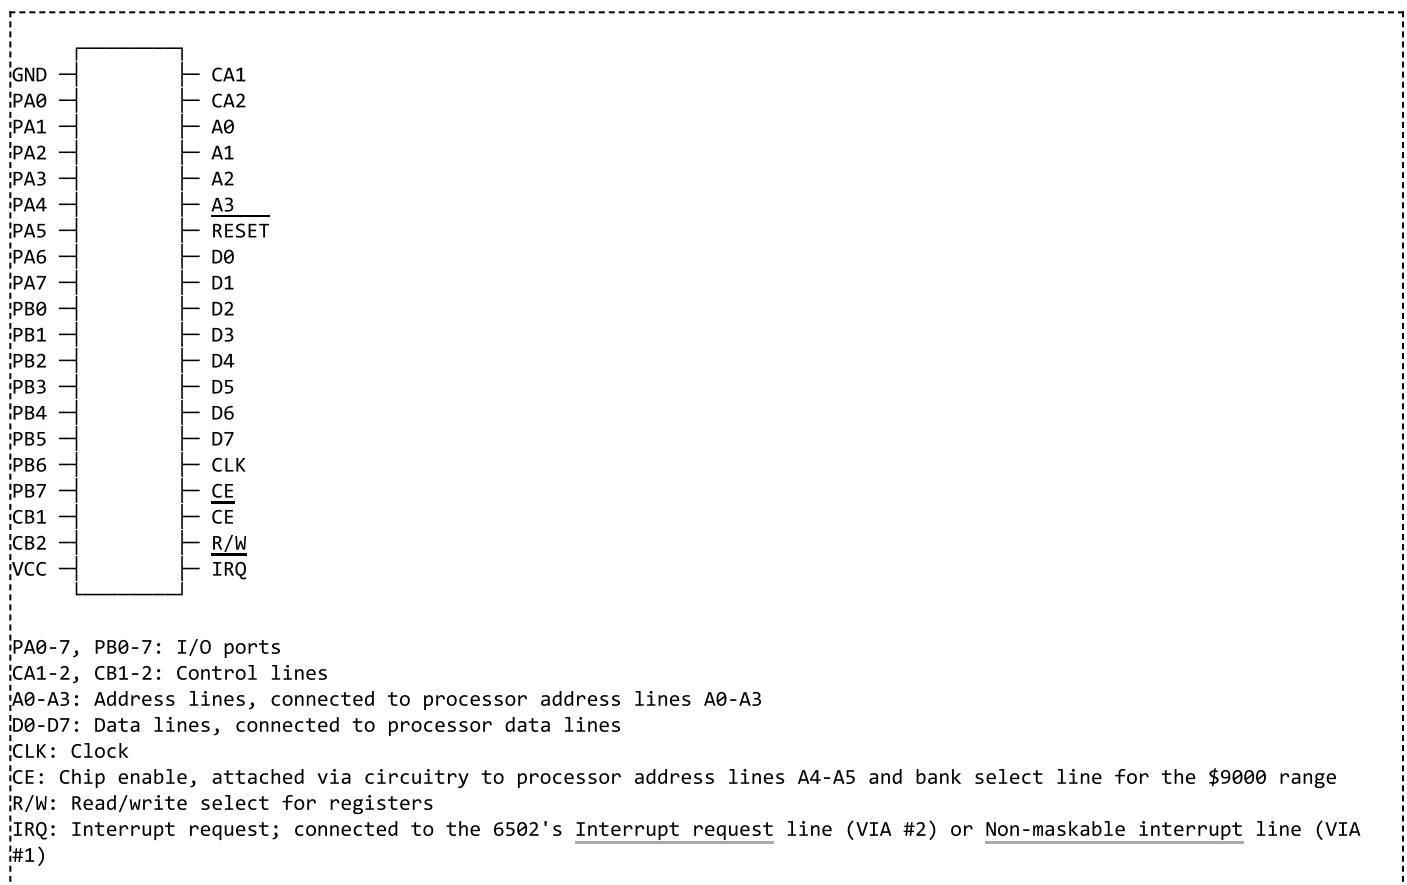 GND CA1
PA0 CA2
PA1 A0
PA2 A1
PA3 A2
PA4 A3
PA5 RESET
PA6 D0
PA7 D1
PB0 D2
PB1 D3
PB2 D4
PB3 D5
PB4 D6
PB5 D7
PB6 CLK
PB7 CE
CB1 CE
CB2 R/W
VCC IRQ
PA0-7, PB0-7: I/O ports
CA1-2, CB1-2: Control lines
A0-A3: Address lines, connected to processor address lines A0-A3
D0-D7: Data lines, connected to processor data lines
CLK: Clock
CE: Chip enable, attached via circuitry to processor address lines A4-A5 and bank select line for the $9000 range
R/W: Read/write select for registers
IRQ: Interrupt request; connected to the 6502's Interrupt request line (VIA #2) or Non-maskable interrupt line (VIA
#1)